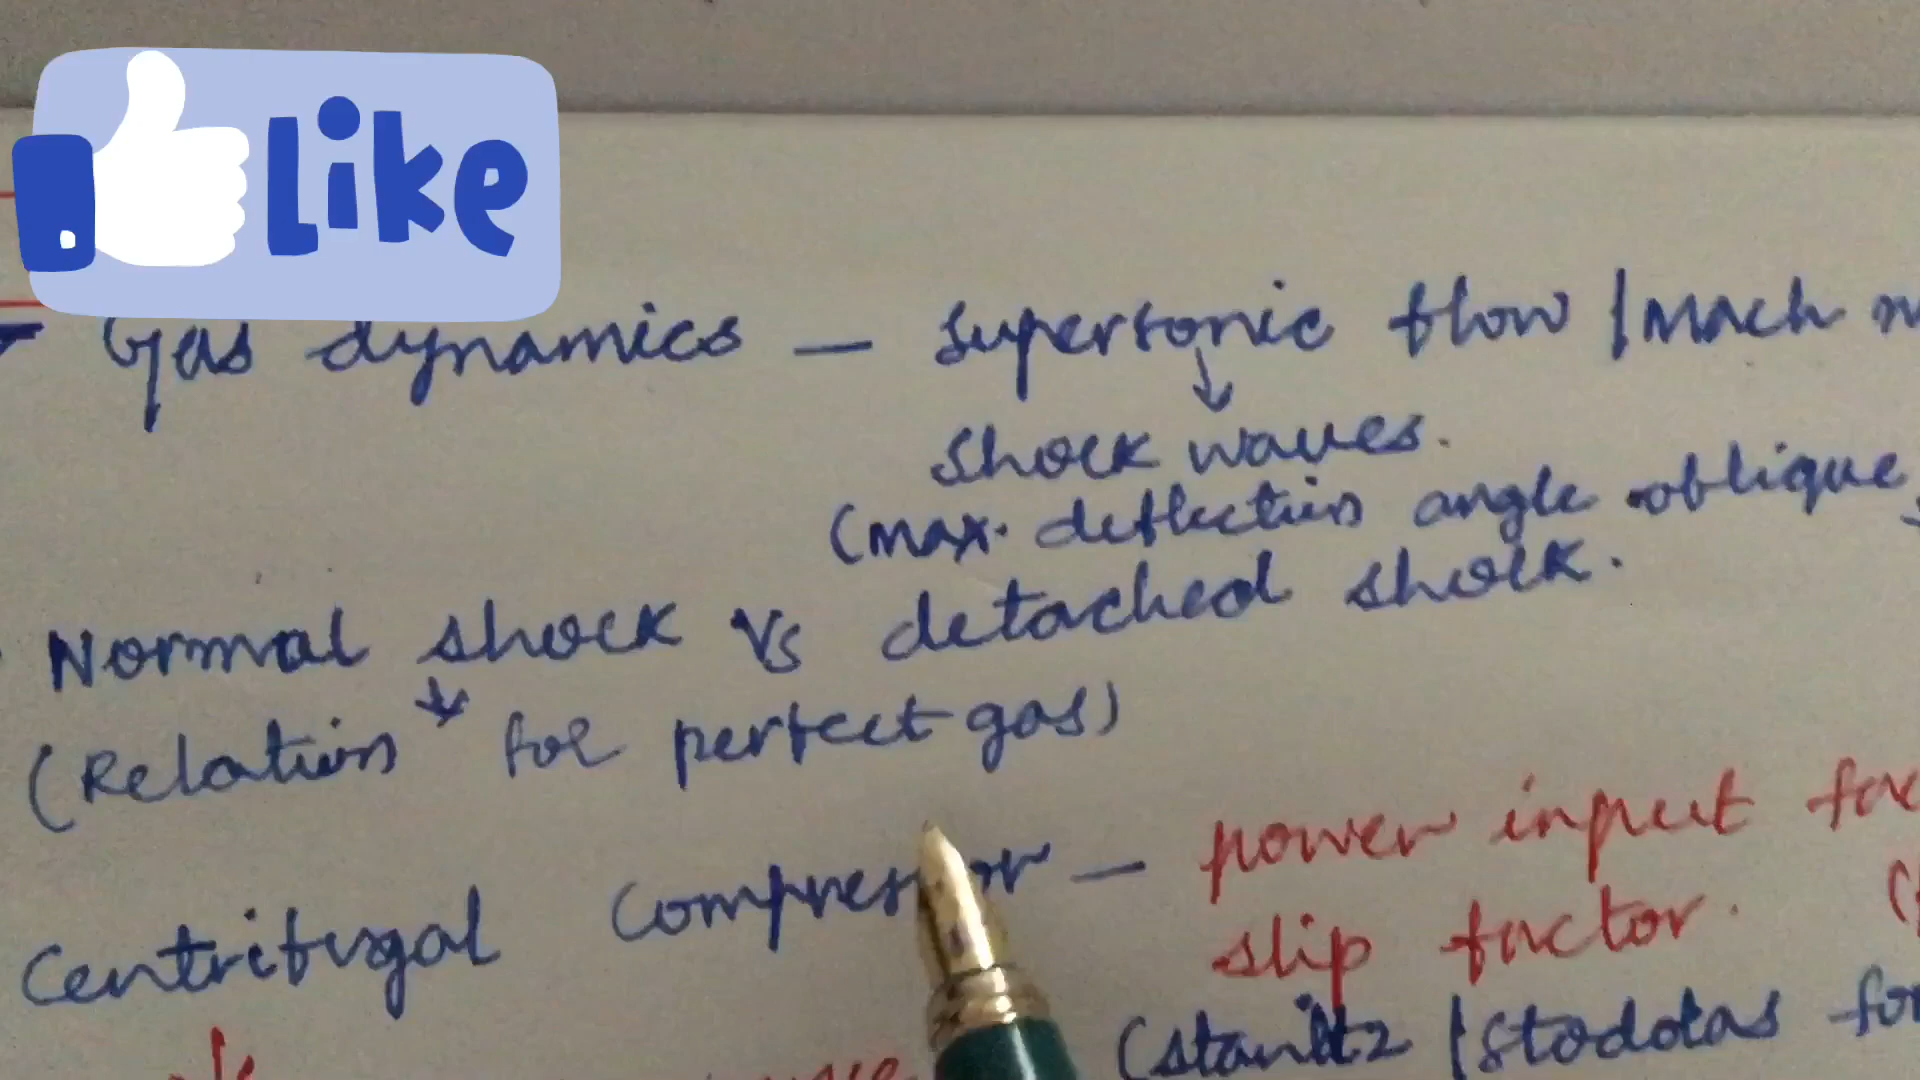 Like
Gas dynamics — Supersonic flow / Mach
Shock waves.
(max. deflection angle oblique,
Normal shock Vs detached shock.
(Relation for perfect gas)
Centrifugal Compressor — power input
slip factor.
(stanitz / stodolas